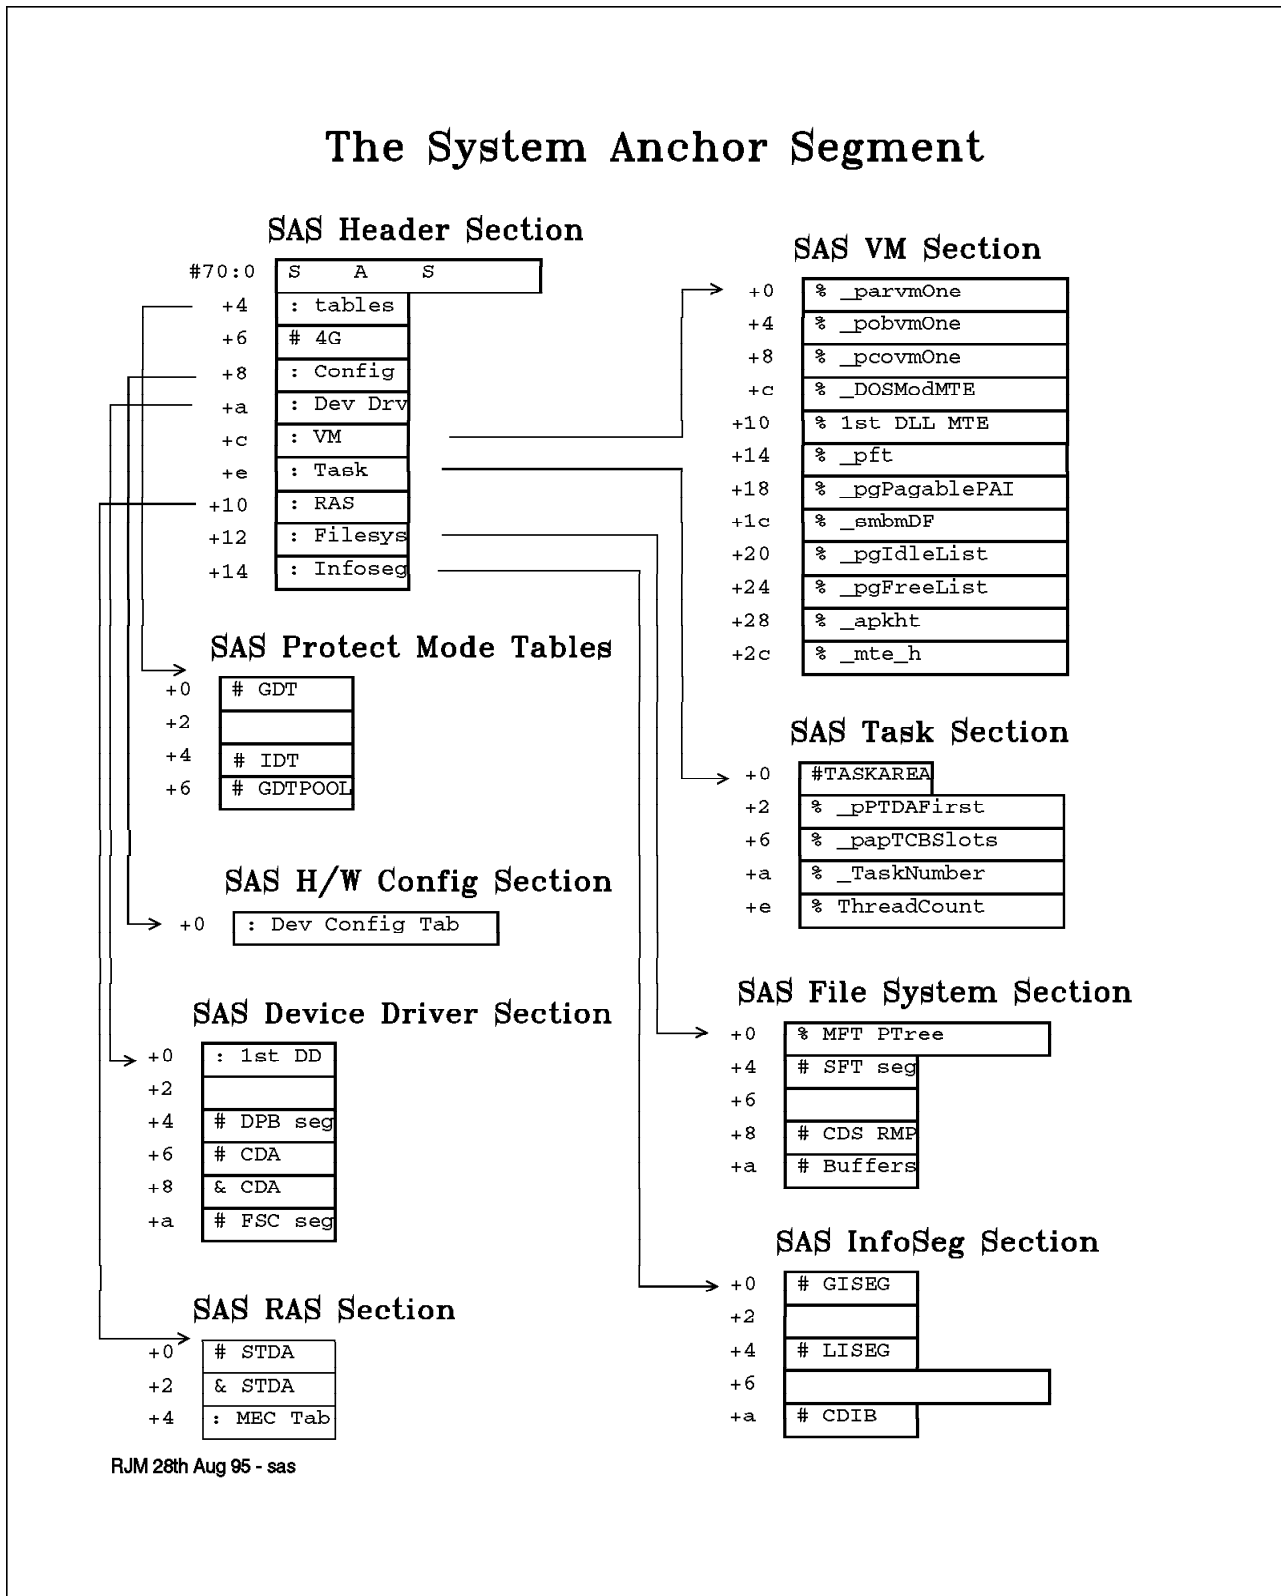 The System Anchor Segment
SAS Header Section
#70:0 S A S
+4 : tables
+6 # 4G
+8 : Config
+a : Dev Drv
+c : VM
+e : Task
+10 : RAS
+12 : Filesys
+14 : Infoseg
SAS Protect Mode Tables
+0 # GDT
+2
+4 # IDT
+6 # GDTPOOL
SAS H/W Config Section
+0 : Dev Config Tab
SAS Device Driver Section
+0 : 1st DD
+2
+4 # DPB seg
+6 # CDA
+8 & CDA
+a # FSC seg
SAS RAS Section
+0 # STDA
+2 & STDA
+4 : MEC Tab
SAS VM Section
+0 % _parvmOne
+4 % _pobvmOne
+8 % _pcovmOne
+c % _DOSModMTE
+10 % 1st DLL MTE
+14 % _pft
+18 % _pgPagablePAI
+1c % _smbmDF
+20 % _pgIdleList
+24 % _pgFreeList
+28 % _apkht
+2c % _mte_h
SAS Task Section
+0 #TASKAREA
+2 % _pPTDAFirst
+6 % _papTCBSlots
+a % _TaskNumber
+e % ThreadCount
SAS File System Section
+0 % MFT PTree
+4 # SFT seg
+6
+8 # CDS RMP
+a # Buffers
SAS InfoSeg Section
+0 # GISEG
+2
+4 # LISEG
+6
+a # CDIB
RJM 28th Aug 95 - sas